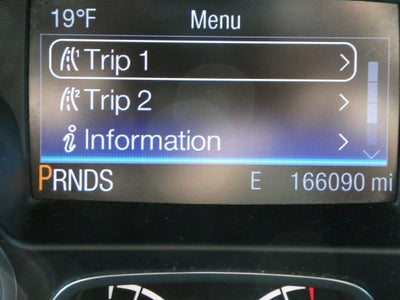 19°F Menu
Trip 1
Trip 2
Information
PRNDS E 166090 mi